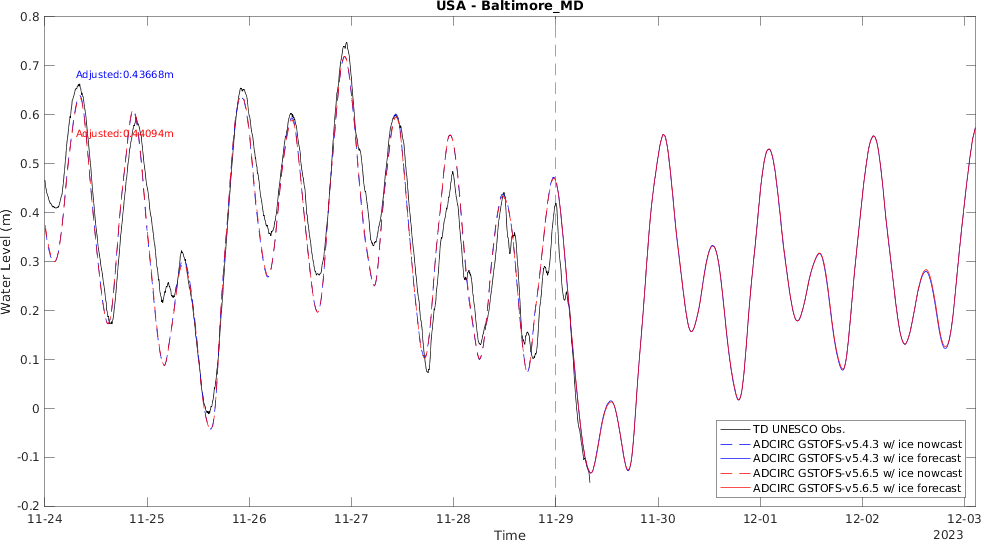 USA - Baltimore_MD
0.8
0.7
0.6
0.5
0.4
0.3
0.2
0.1
0
-0.1
-0.2
Water Level (m)
Adjusted:0.43668m
Adjusted:0.44094m
TD UNESCO Obs.
ADCIRC GSTOFS-v5.4.3 w/ ice nowcast
ADCIRC GSTOFS-v5.4.3 w/ ice forecast
ADCIRC GSTOFS-v5.6.5 w/ ice nowcast
ADCIRC GSTOFS-v5.6.5 w/ ice forecast
11-24 11-25 11-26 11-27 11-28 11-29 11-30 12-01 12-02 12-03
Time
2023